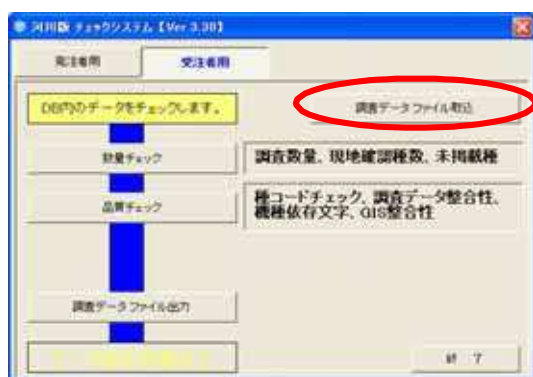 河川版 チェックシステム【Ver 3.30】
発注者用
受注者用
DB内のデータをチェックします。
調査データファイル取込
数量チェック
調査数量、現地確認種数、未掲載種
品質チェック
種コードチェック、調査データ整合性、
機種依存文字、GIS整合性
調査データファイル出力
終 了